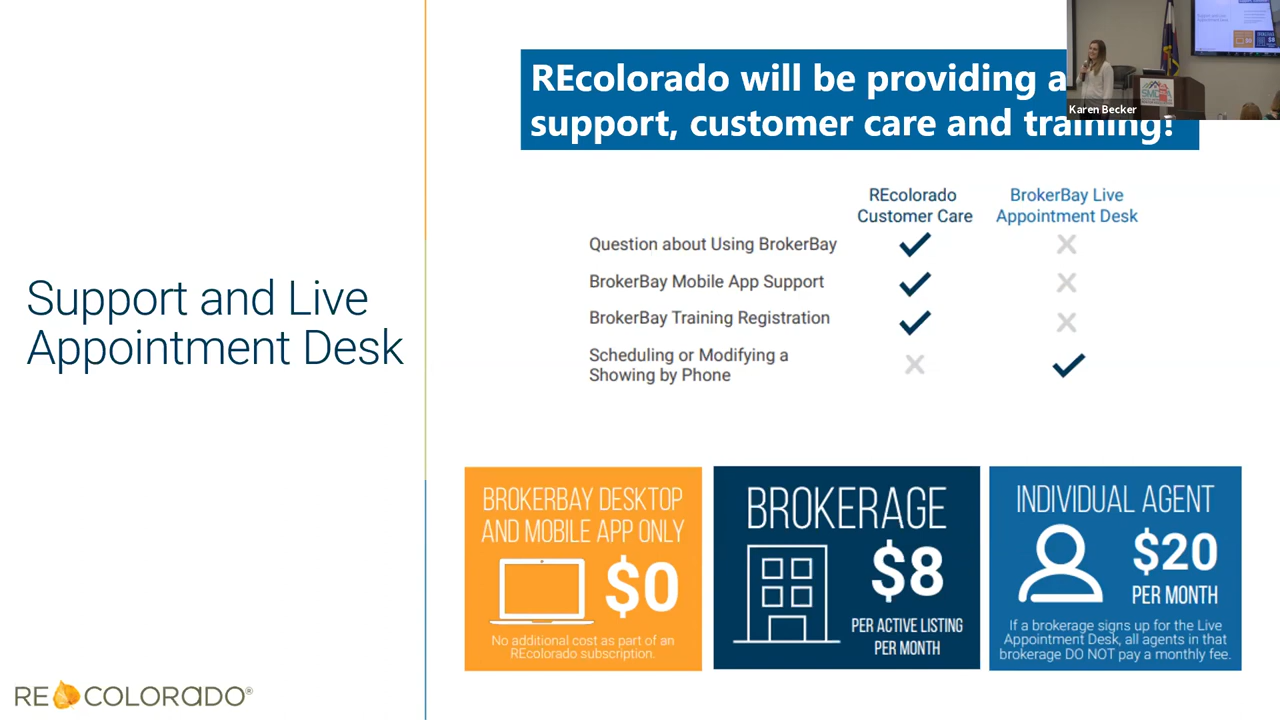 REcolorado will be providing a
support, customer care and training!
Karen Becker
Support and Live
Appointment Desk
REcolorado
Customer Care
BrokerBay Live
Appointment Desk
Question about Using BrokerBay
BrokerBay Mobile App Support
BrokerBay Training Registration
Scheduling or Modifying a
Showing by Phone
BROKERBAY DESKTOP
AND MOBILE APP ONLY
$0
No additional cost as part of an
REcolorado subscription.
BROKERAGE
$8
PER ACTIVE LISTING
PER MONTH
INDIVIDUAL AGENT
$20
PER MONTH
If a brokerage signs up for the Live
Appointment Desk, all agents in that
brokerage DO NOT pay a monthly fee.
RECOLORADO®